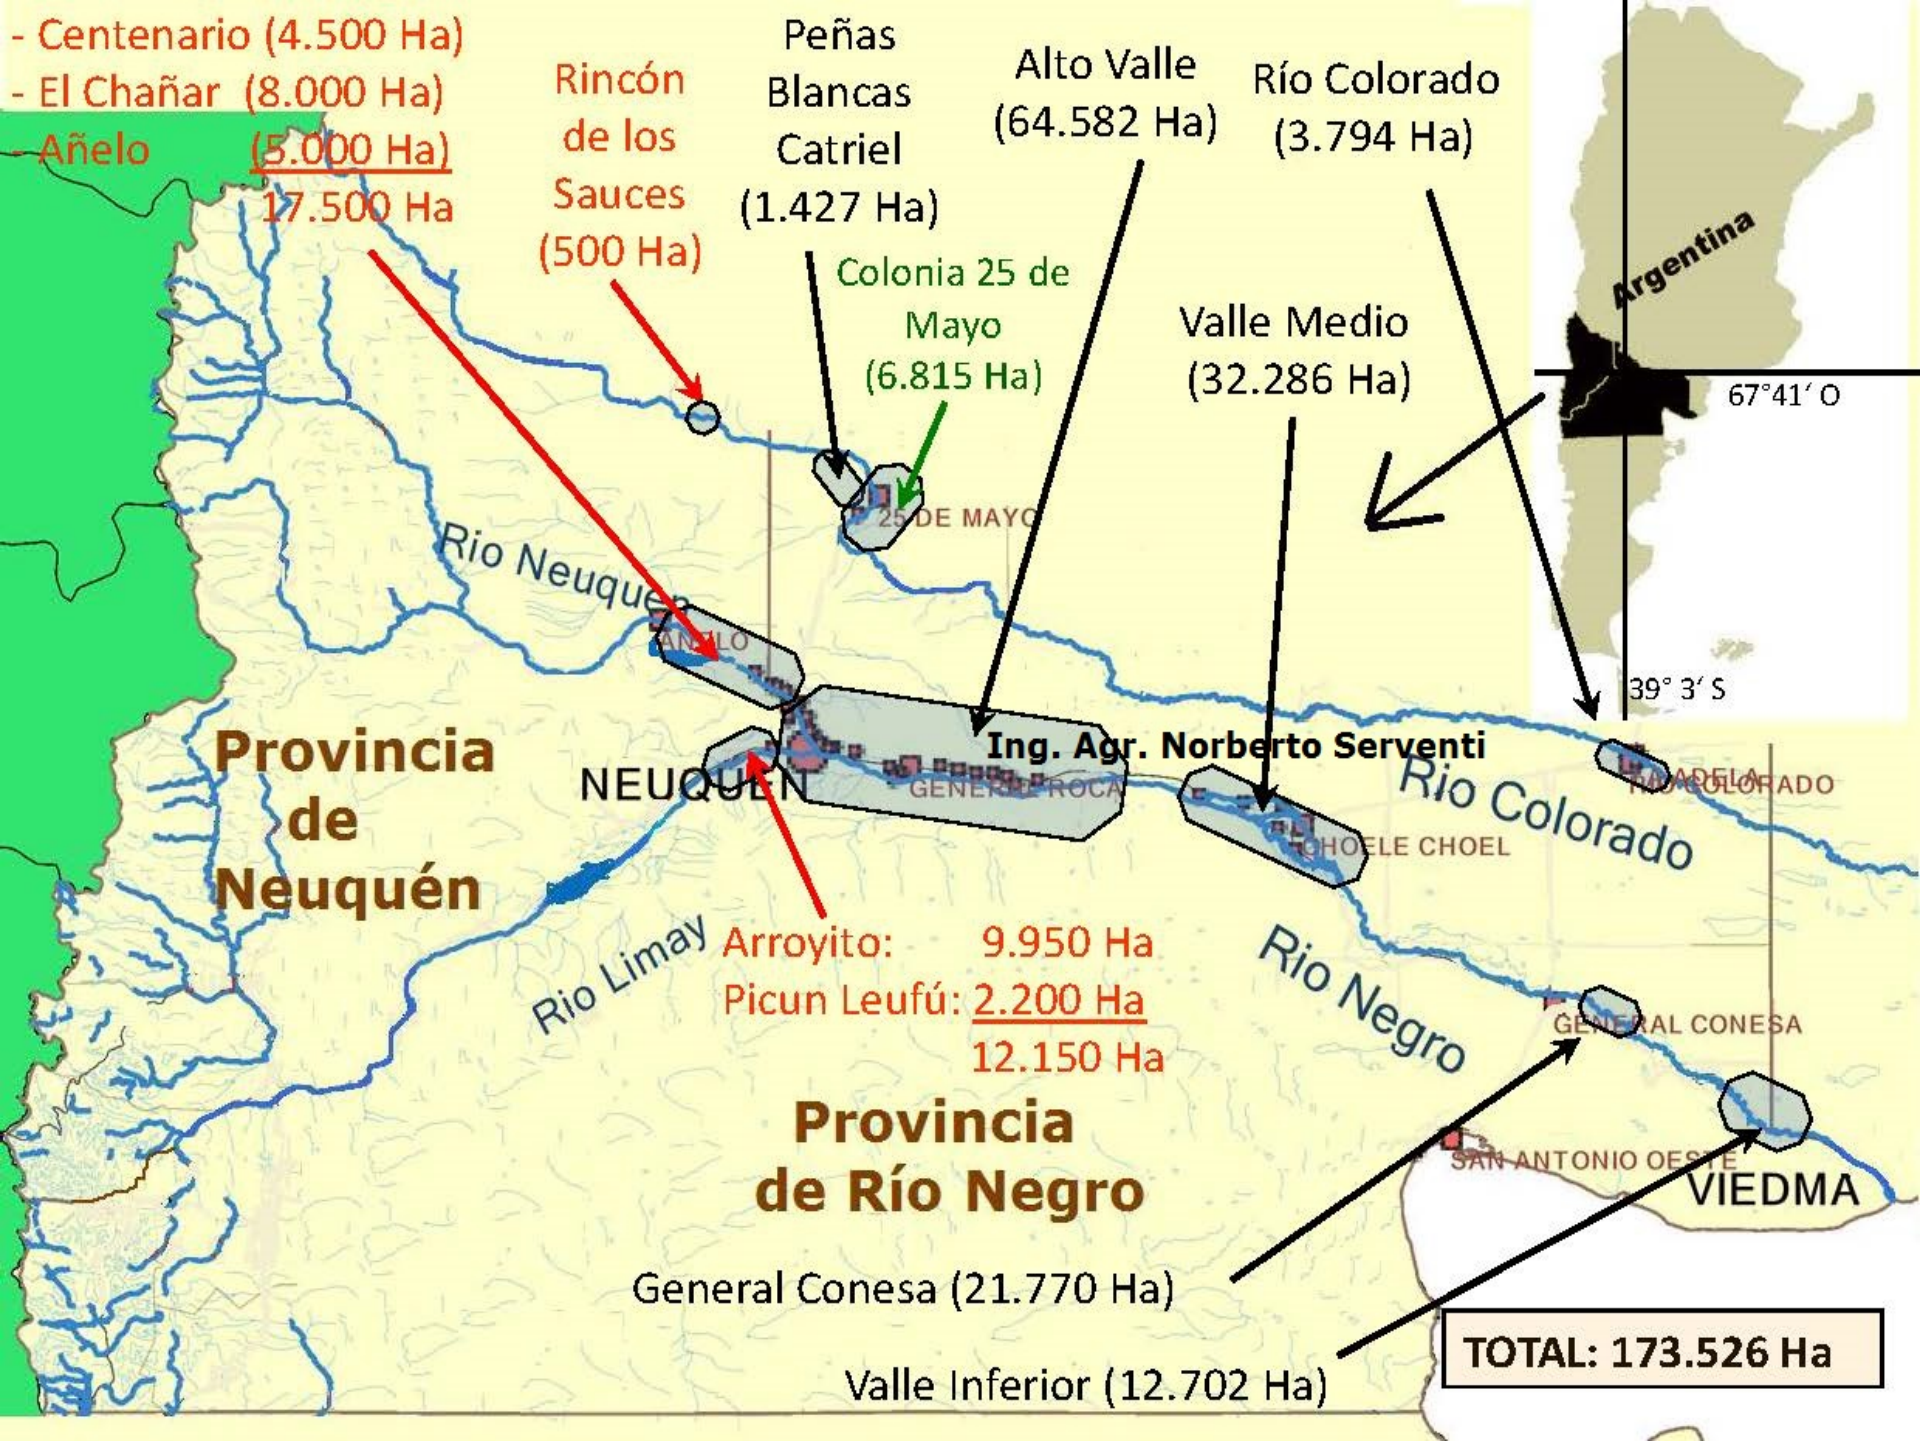 - Centenario (4.500 Ha)
- El Chañar (8.000 Ha)
- Añelo (5.000 Ha)
17.500 Ha
Rincón
de los
Sauces
(500 Ha)
Peñas
Blancas
Catriel
(1.427 Ha)
Colonia 25 de
Mayo
(6.815 Ha)
Alto Valle
(64.582 Ha)
Río Colorado
(3.794 Ha)
Valle Medio
(32.286 Ha)
Argentina
67°41' O
39° 3' S
25 DE MAYO
Rio Neuquen
AÑELO
Provincia
de
Neuquén
NEUQUEN
GENERAL ROCA
Ing. Agr. Norberto Serventi
Rio Colorado
ADELA
RIO COLORADO
CHOELE CHOEL
Rio Limay
Arroyito: 9.950 Ha
Picun Leufú: 2.200 Ha
12.150 Ha
Rio Negro
GENERAL CONESA
Provincia
de Río Negro
SAN ANTONIO OESTE
VIEDMA
General Conesa (21.770 Ha)
Valle Inferior (12.702 Ha)
TOTAL: 173.526 Ha